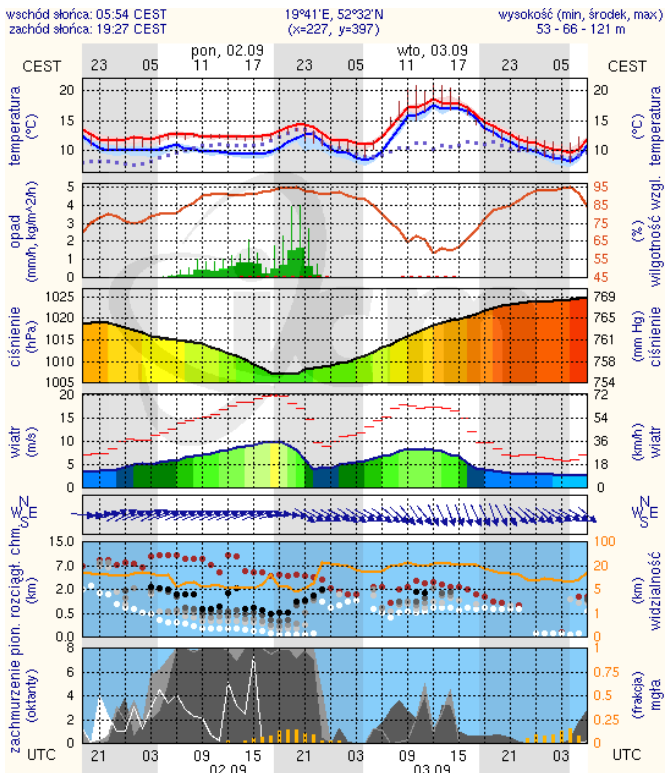 wschód słońca: 05:54 CEST 19°41'E, 52°32'N wysokość (min, środek, max)
zachód słońca: 19:27 CEST (x=227, y=397) 53 - 66 - 121 m
pon, 02.09 wto, 03.09
CEST 23 05 11 17 23 05 11 17 23 05 CEST
temperatura (°C) 20 15 10 20 15 10 (°C) temperatura
opad (mm/h, kg/m^2/h) 5 4 3 2 1 0 95 85 75 65 55 45 (%) wilgotność wzgl.
ciśnienie (hPa) 1025 1020 1015 1010 1005 769 765 761 758 754 (mm Hg) ciśnienie
wiatr (m/s) 20 15 10 5 0 72 54 36 18 0 (km/h) wiatr
N W E S N W E S
pion. rozciągł. chm. (km) 15.0 7.0 2.0 0.5 0.0 100 20 5 1 0 (km) widzialność
zachmurzenie (oktanty) 8 6 4 2 0 1 0.75 0.5 0.25 0 (frakcja) mgła
UTC 21 03 09 15 21 03 09 15 21 03 UTC
02.09 03.09